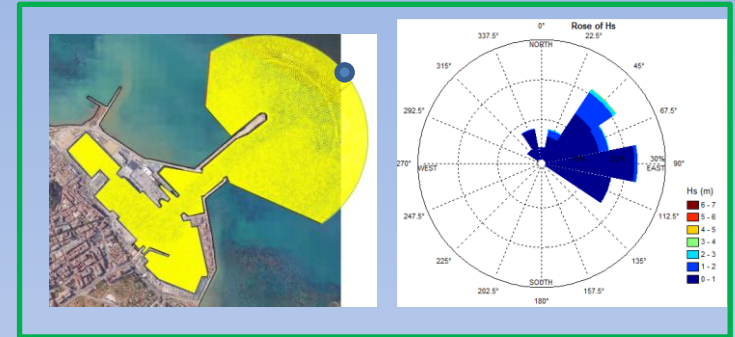 Rose of Hs
0°
337.5°
22.5°
NORTH
315°
45°
292.5°
67.5°
270°
WEST
30%
EAST
90°
247.5°
112.5°
225°
135°
202.5°
SOUTH
157.5°
180°
Hs (m)
6 - 7
5 - 6
4 - 5
3 - 4
2 - 3
1 - 2
0 - 1